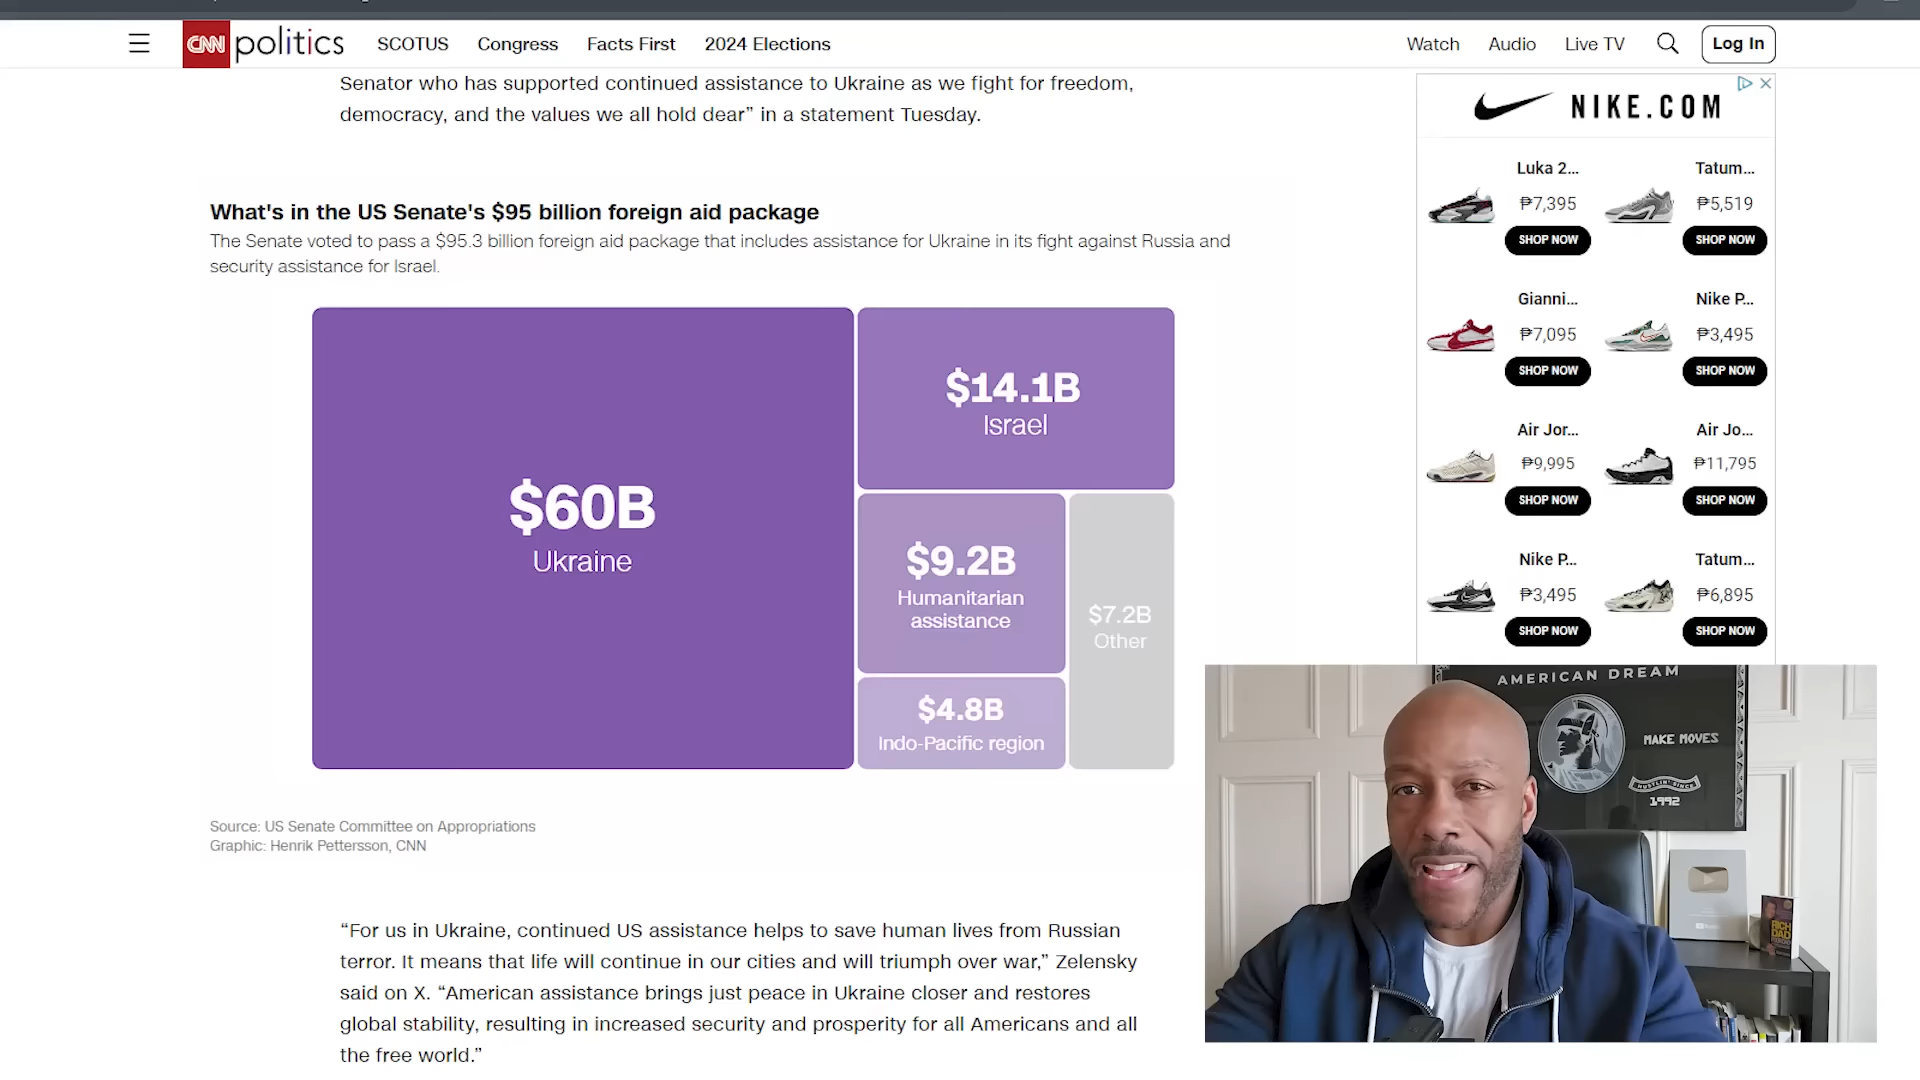 CNN politics SCOTUS Congress Facts First 2024 Elections Watch Audio Live TV Log In
Senator who has supported continued assistance to Ukraine as we fight for freedom,
democracy, and the values we all hold dear” in a statement Tuesday.
What's in the US Senate's $95 billion foreign aid package
The Senate voted to pass a $95.3 billion foreign aid package that includes assistance for Ukraine in its fight against Russia and
security assistance for Israel.
$60B
Ukraine
$14.1B
Israel
$9.2B
Humanitarian
assistance
$7.2B
Other
$4.8B
Indo-Pacific region
Source: US Senate Committee on Appropriations
Graphic: Henrik Pettersson, CNN
“For us in Ukraine, continued US assistance helps to save human lives from Russian
terror. It means that life will continue in our cities and will triumph over war,” Zelensky
said on X. “American assistance brings just peace in Ukraine closer and restores
global stability, resulting in increased security and prosperity for all Americans and all
the free world.”
NIKE.COM
Luka 2... Tatum...
₱7,395 ₱5,519
SHOP NOW SHOP NOW
Gianni... Nike P...
₱7,095 ₱3,495
SHOP NOW SHOP NOW
Air Jor... Air Jo...
₱9,995 ₱11,795
SHOP NOW SHOP NOW
Nike P... Tatum...
₱3,495 ₱6,895
SHOP NOW SHOP NOW
AMERICAN DREAM
MAKE MOVES
HUSTLIN' SINCE
1992
RICH
DAD